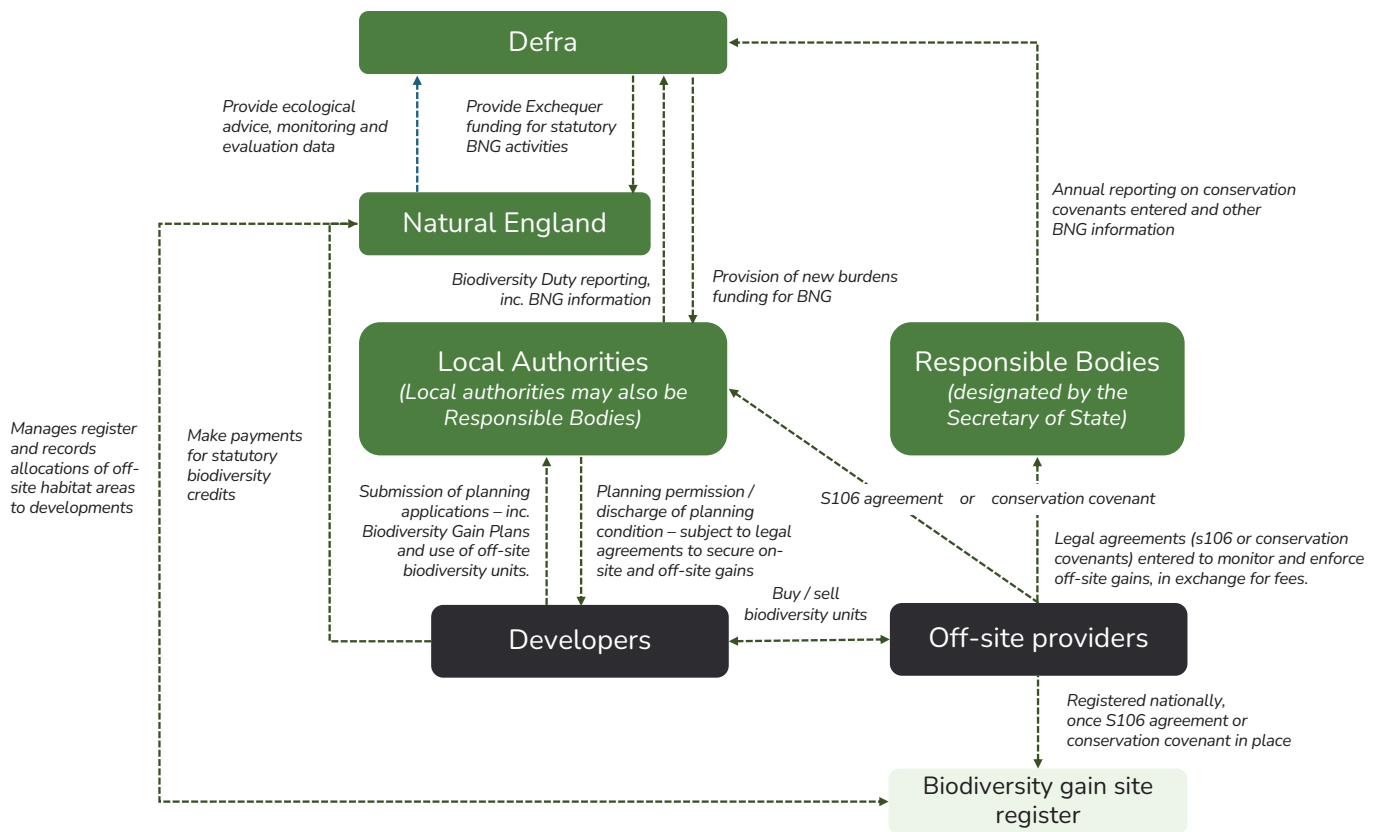 Defra
Provide ecological
advice, monitoring and
evaluation data
Provide Exchequer
funding for statutory
BNG activities
Annual reporting on conservation
covenants entered and other
BNG information
Natural England
Biodiversity Duty reporting,
inc. BNG information
Provision of new burdens
funding for BNG
Local Authorities
(Local authorities may also be
Responsible Bodies)
Responsible Bodies
(designated by the
Secretary of State)
Manages register
and records
allocations of off-
site habitat areas
to developments
Make payments
for statutory
biodiversity
credits
Submission of planning
applications – inc.
Biodiversity Gain Plans
and use of off-site
biodiversity units.
Planning permission /
discharge of planning
condition – subject to legal
agreements to secure on-
site and off-site gains
S106 agreement or conservation covenant
Legal agreements (s106 or conservation
covenants) entered to monitor and enforce
off-site gains, in exchange for fees.
Buy / sell
biodiversity units
Developers
Off-site providers
Registered nationally,
once S106 agreement or
conservation covenant in place
Biodiversity gain site
register